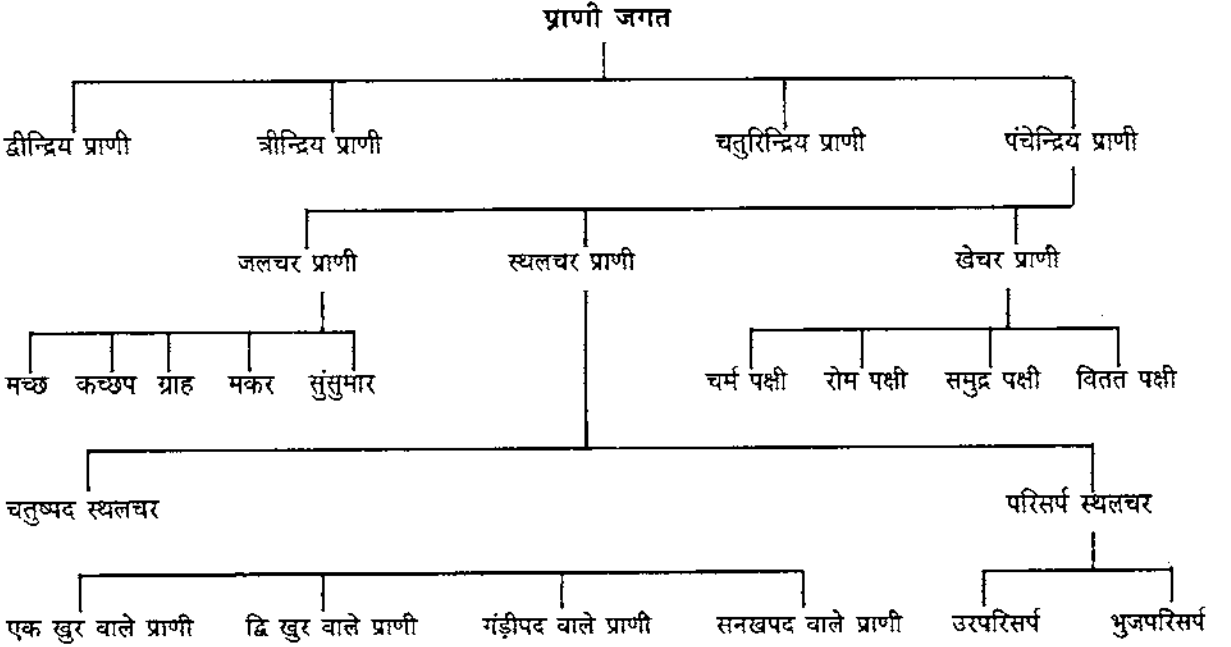 प्राणी जगत
द्वीन्द्रिय प्राणी त्रीन्द्रिय प्राणी चतुरिन्द्रिय प्राणी पंचेन्द्रिय प्राणी
जलचर प्राणी स्थलचर प्राणी खेचर प्राणी
मच्छ कच्छप ग्राह मकर सुंसुमार चर्म पक्षी रोम पक्षी समुद्र पक्षी वितत पक्षी
चतुष्पद स्थलचर परिसर्प स्थलचर
एक खुर वाले प्राणी द्वि खुर वाले प्राणी गंड़ीपद वाले प्राणी सनखपद वाले प्राणी उरपरिसर्प भुजपरिसर्प